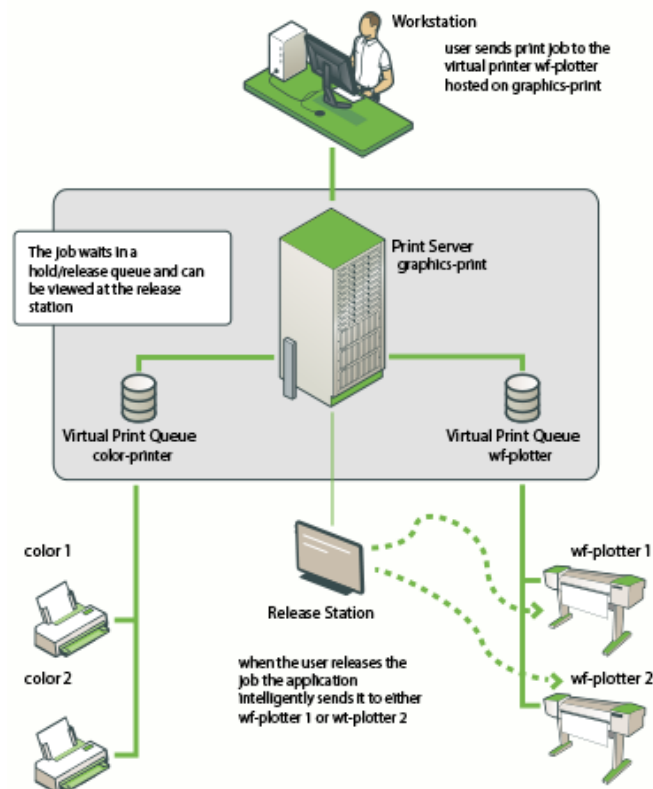 Workstation
user sends print job to the
virtual printer wf-plotter
hosted on graphics-print
Print Server
graphics-print
The job waits in a
hold/release queue and can
be viewed at the release
station
Virtual Print Queue
color-printer
Virtual Print Queue
wf-plotter
color 1
wf-plotter 1
Release Station
color 2
wf-plotter 2
when the user releases the
job the application
intelligently sends it to either
wf-plotter 1 or wt-plotter 2